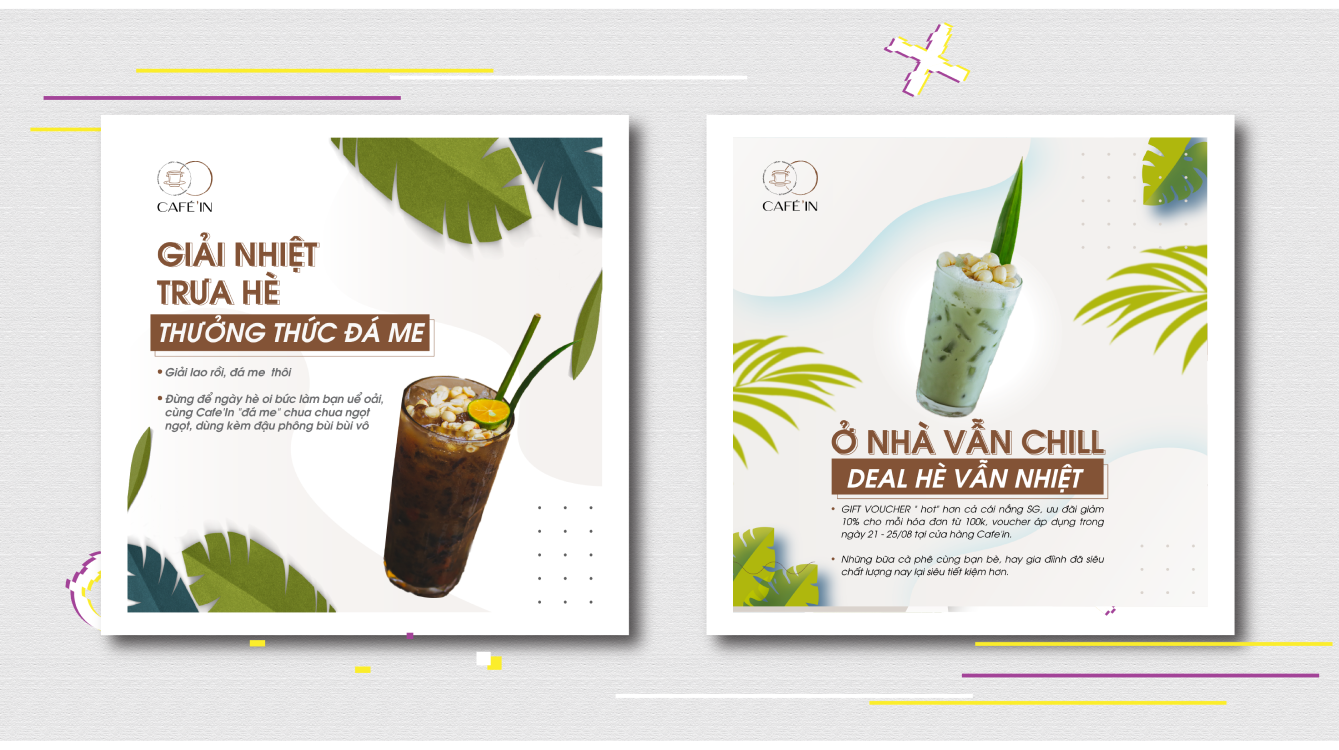 CAFÉ'IN
GIẢI NHIỆT
TRƯA HÈ
THƯỞNG THỨC ĐÁ ME
• Giải lao rồi, đá me thôi
• Đừng để ngày hè oi bức làm bạn uể oải,
cùng Cafe'In "đá me" chua chua ngọt
ngọt, dùng kèm đậu phông bùi bùi vô
CAFÉ'IN
Ở NHÀ VẪN CHILL
DEAL HÈ VẪN NHIỆT
• GIFT VOUCHER " hot" hơn cả cái nắng SG, ưu đãi giảm
10% cho mỗi hóa đơn từ 100k, voucher áp dụng trong
ngày 21 - 25/08 tại cửa hàng Cafe'in.
• Những bữa cà phê cùng bạn bè, hay gia đìinh đã siêu
chất lượng nay lại siêu tiết kiệm hơn.